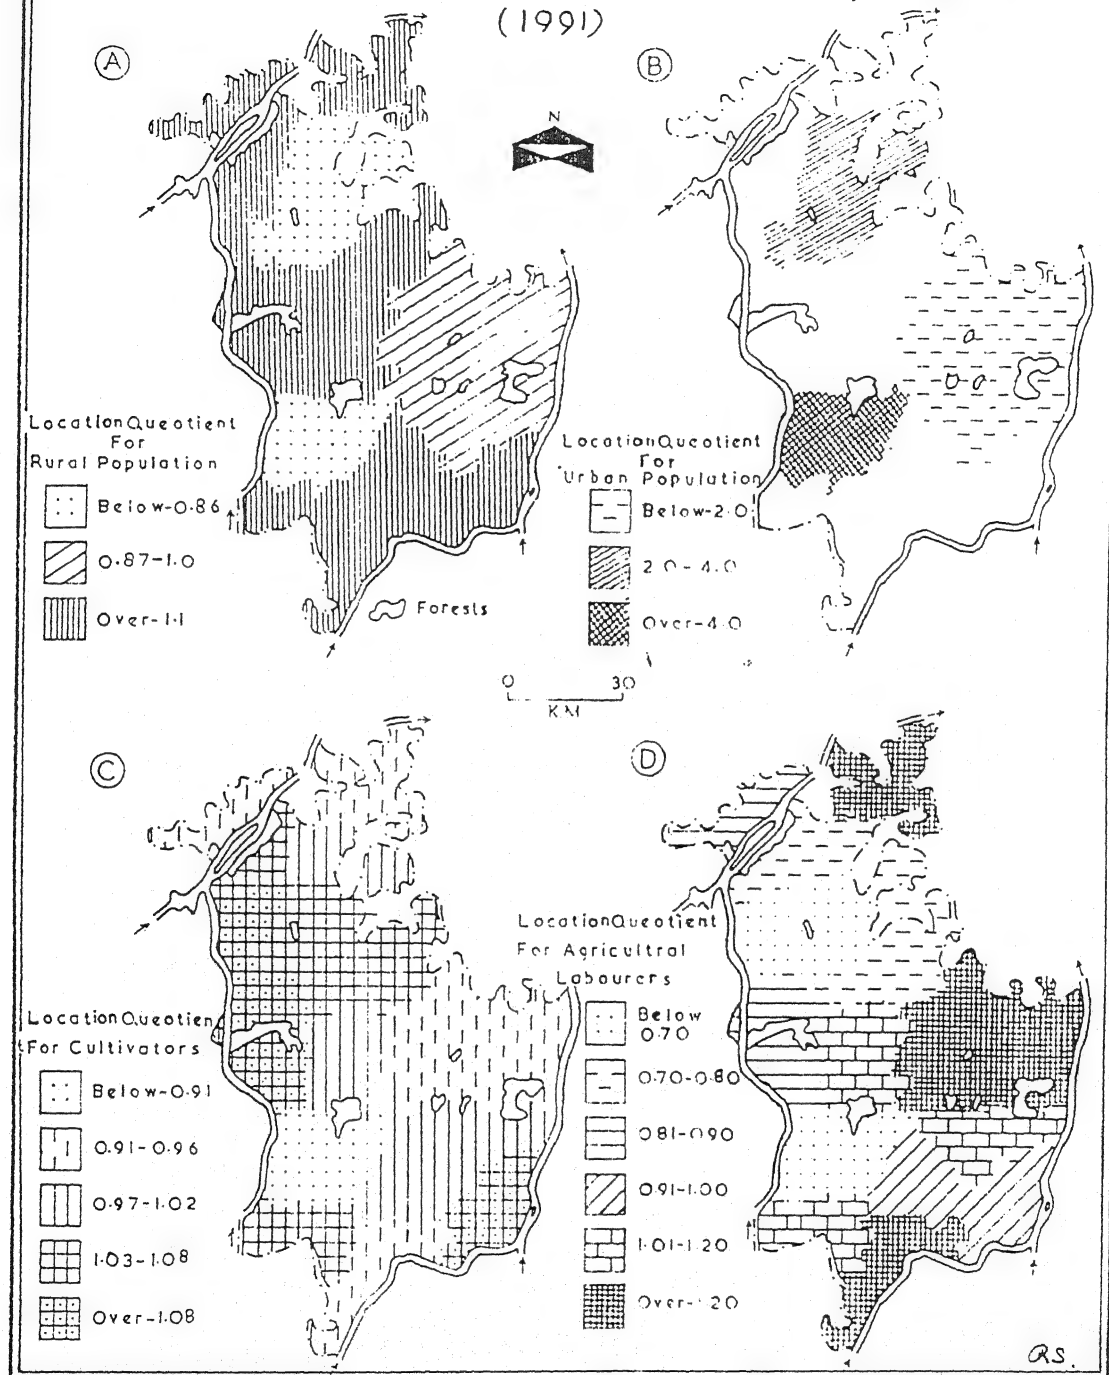 (1991)
A
B
N
Location Queotient
For
Rural Population
Below-0.86
0.87-1.0
Over-1.1
Forests
Location Queotient
For
Urban Population
Below-2.0
2.0-4.0
Over-4.0
0 30
KM
C
D
Location Queotien
For Cultivators
Below-0.91
0.91-0.96
0.97-1.02
1.03-1.08
Over-1.08
Location Queotient
For Agricultral
Labourers
Below
0.70
0.70-0.80
0.81-0.90
0.91-1.00
1.01-1.20
Over- .20
R.S.